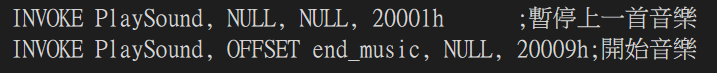 INVOKE PlaySound, NULL, NULL, 20001h ;暫停上一首音樂
INVOKE PlaySound, OFFSET end_music, NULL, 20009h;開始音樂